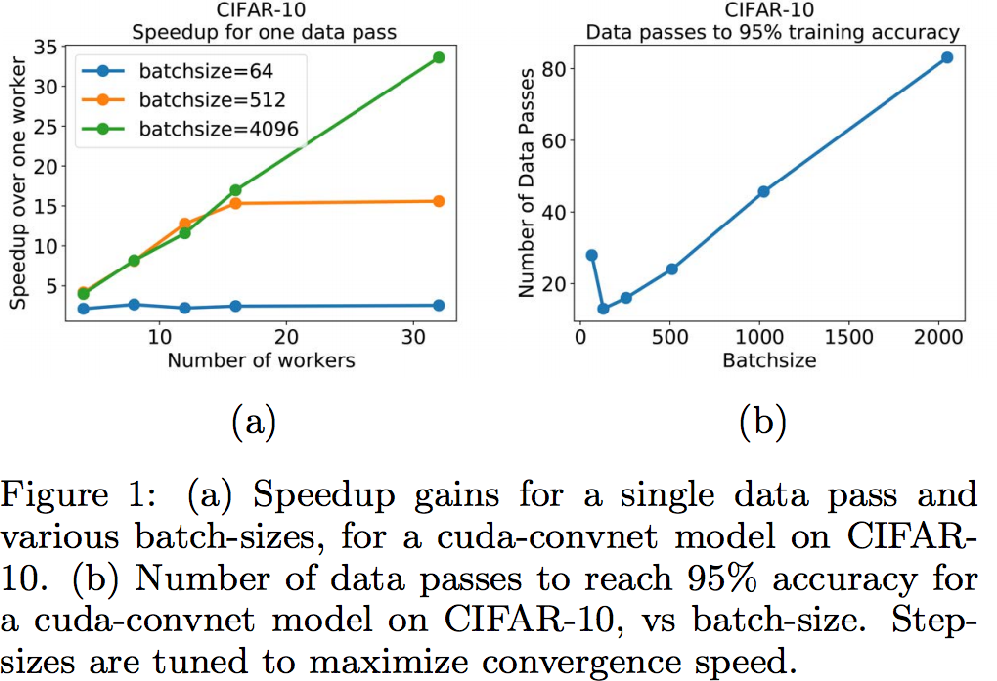 CIFAR-10
Speedup for one data pass
35
30
25
20
15
10
5
Speedup over one worker
batchsize=64
batchsize=512
batchsize=4096
10
20
30
Number of workers
(a)
CIFAR-10
Data passes to 95% training accuracy
80
60
40
20
Number of Data Passes
0
500
1000
1500
2000
Batchsize
(b)
Figure 1: (a) Speedup gains for a single data pass and
various batch-sizes, for a cuda-convnet model on CIFAR-
10. (b) Number of data passes to reach 95% accuracy for
a cuda-convnet model on CIFAR-10, vs batch-size. Step-
sizes are tuned to maximize convergence speed.